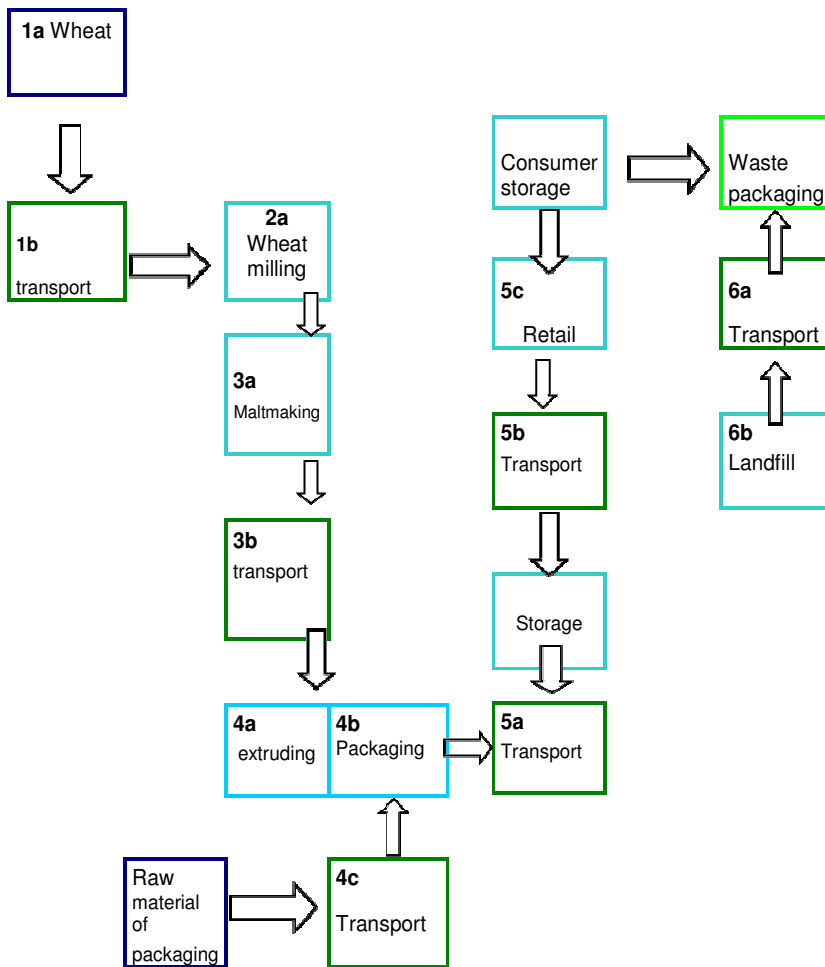 1a Wheat
1b
transport
2a
Wheat
milling
3a
Maltmaking
3b
transport
4a
extruding
4b
Packaging
Raw
material
of
packaging
4c
Transport
Consumer
storage
5c
Retail
5b
Transport
Storage
5a
Transport
Waste
packaging
6a
Transport
6b
Landfill